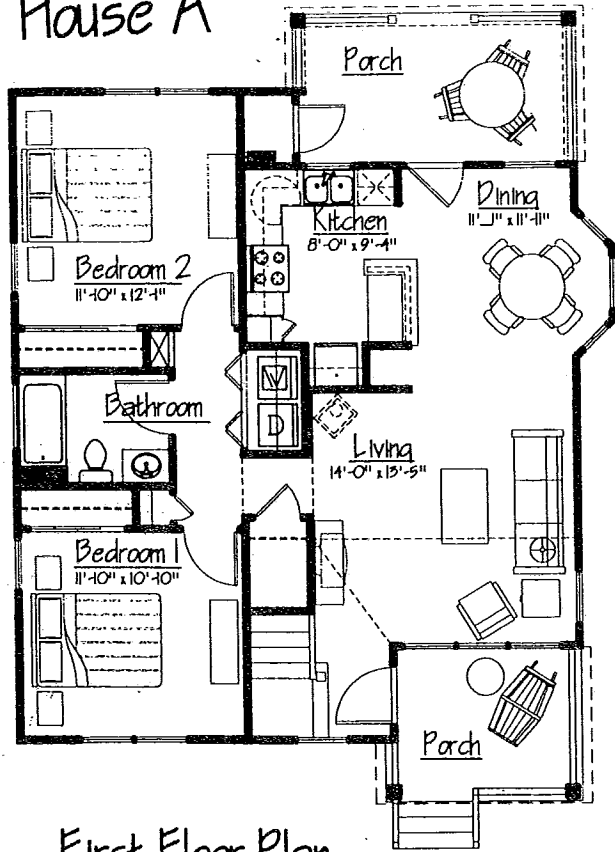 House A
Porch
Kitchen
8'-0" x 9'-4"
Dining
Bedroom 2
11'-10" x 12'-1"
Bathroom
W
D
Living
14'-0" x 13'-5"
Bedroom 1
11'-10" x 10'-10"
Porch
First Floor Plan